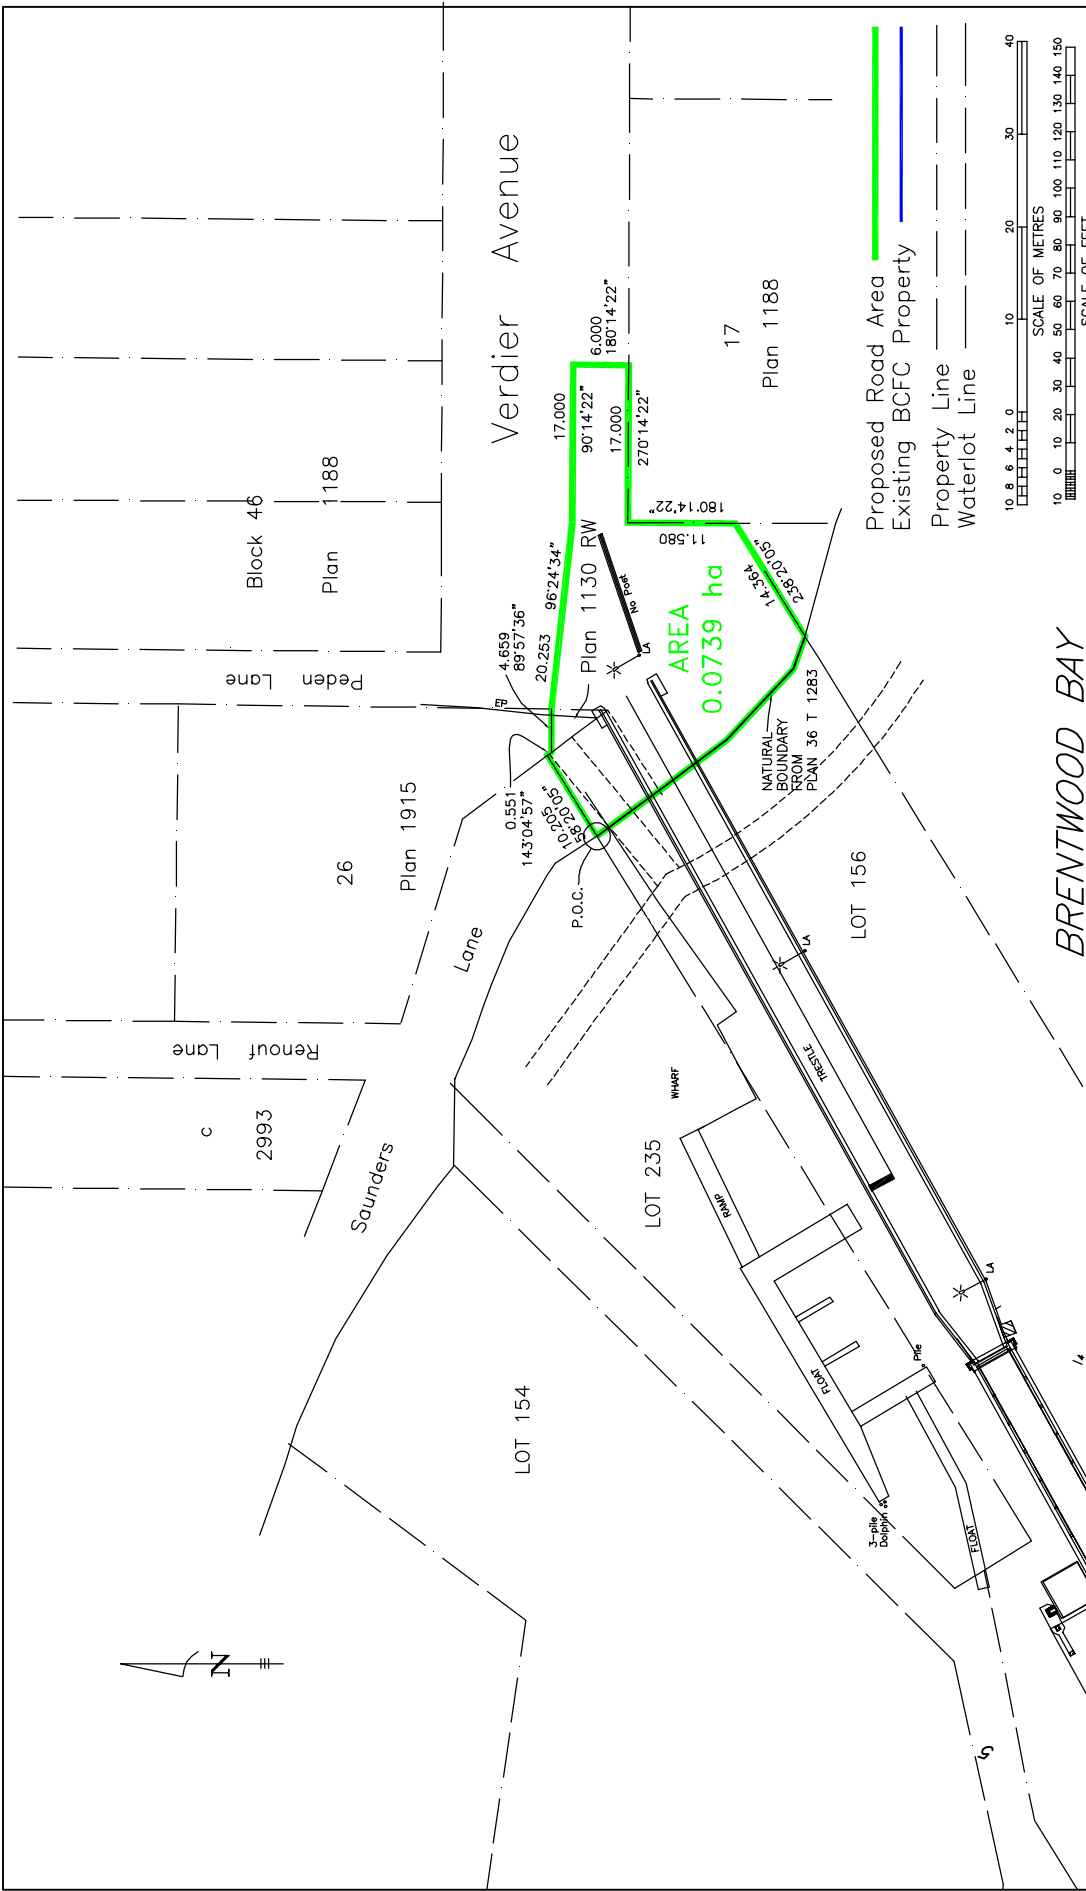 Verdier Avenue
Block 46
Plan 1188
Peden Lane
26
Plan 1915
Renouf Lane
c
2993
Saunders
Lane
17.000
90°14'22"
6.000
180°14'22"
17.000
270°14'22"
180°14'22"
11.580
14.364
238°20'05"
96°24'34"
20.253
4.659
89°57'36"
0.551
143°04'57"
10.205
58°20'05"
P.O.C.
EP
Plan 1130 RW
No Post
LA
AREA
0.0739 ha
NATURAL
BOUNDARY
FROM
PLAN 36 T 1283
17
Plan 1188
LOT 156
LOT 235
LOT 154
WHARF
RAMP
TRESTLE
LA
LA
FLOAT
Pile
3-pile
Dolphin
FLOAT
N
5
BRENTWOOD BAY
Proposed Road Area
Existing BCFC Property
Property Line
Waterlot Line
10 8 6 4 2 0 10 20 30 40
SCALE OF METRES
10 0 10 20 30 40 50 60 70 80 90 100 110 120 130 140 150
SCALE OF FEET